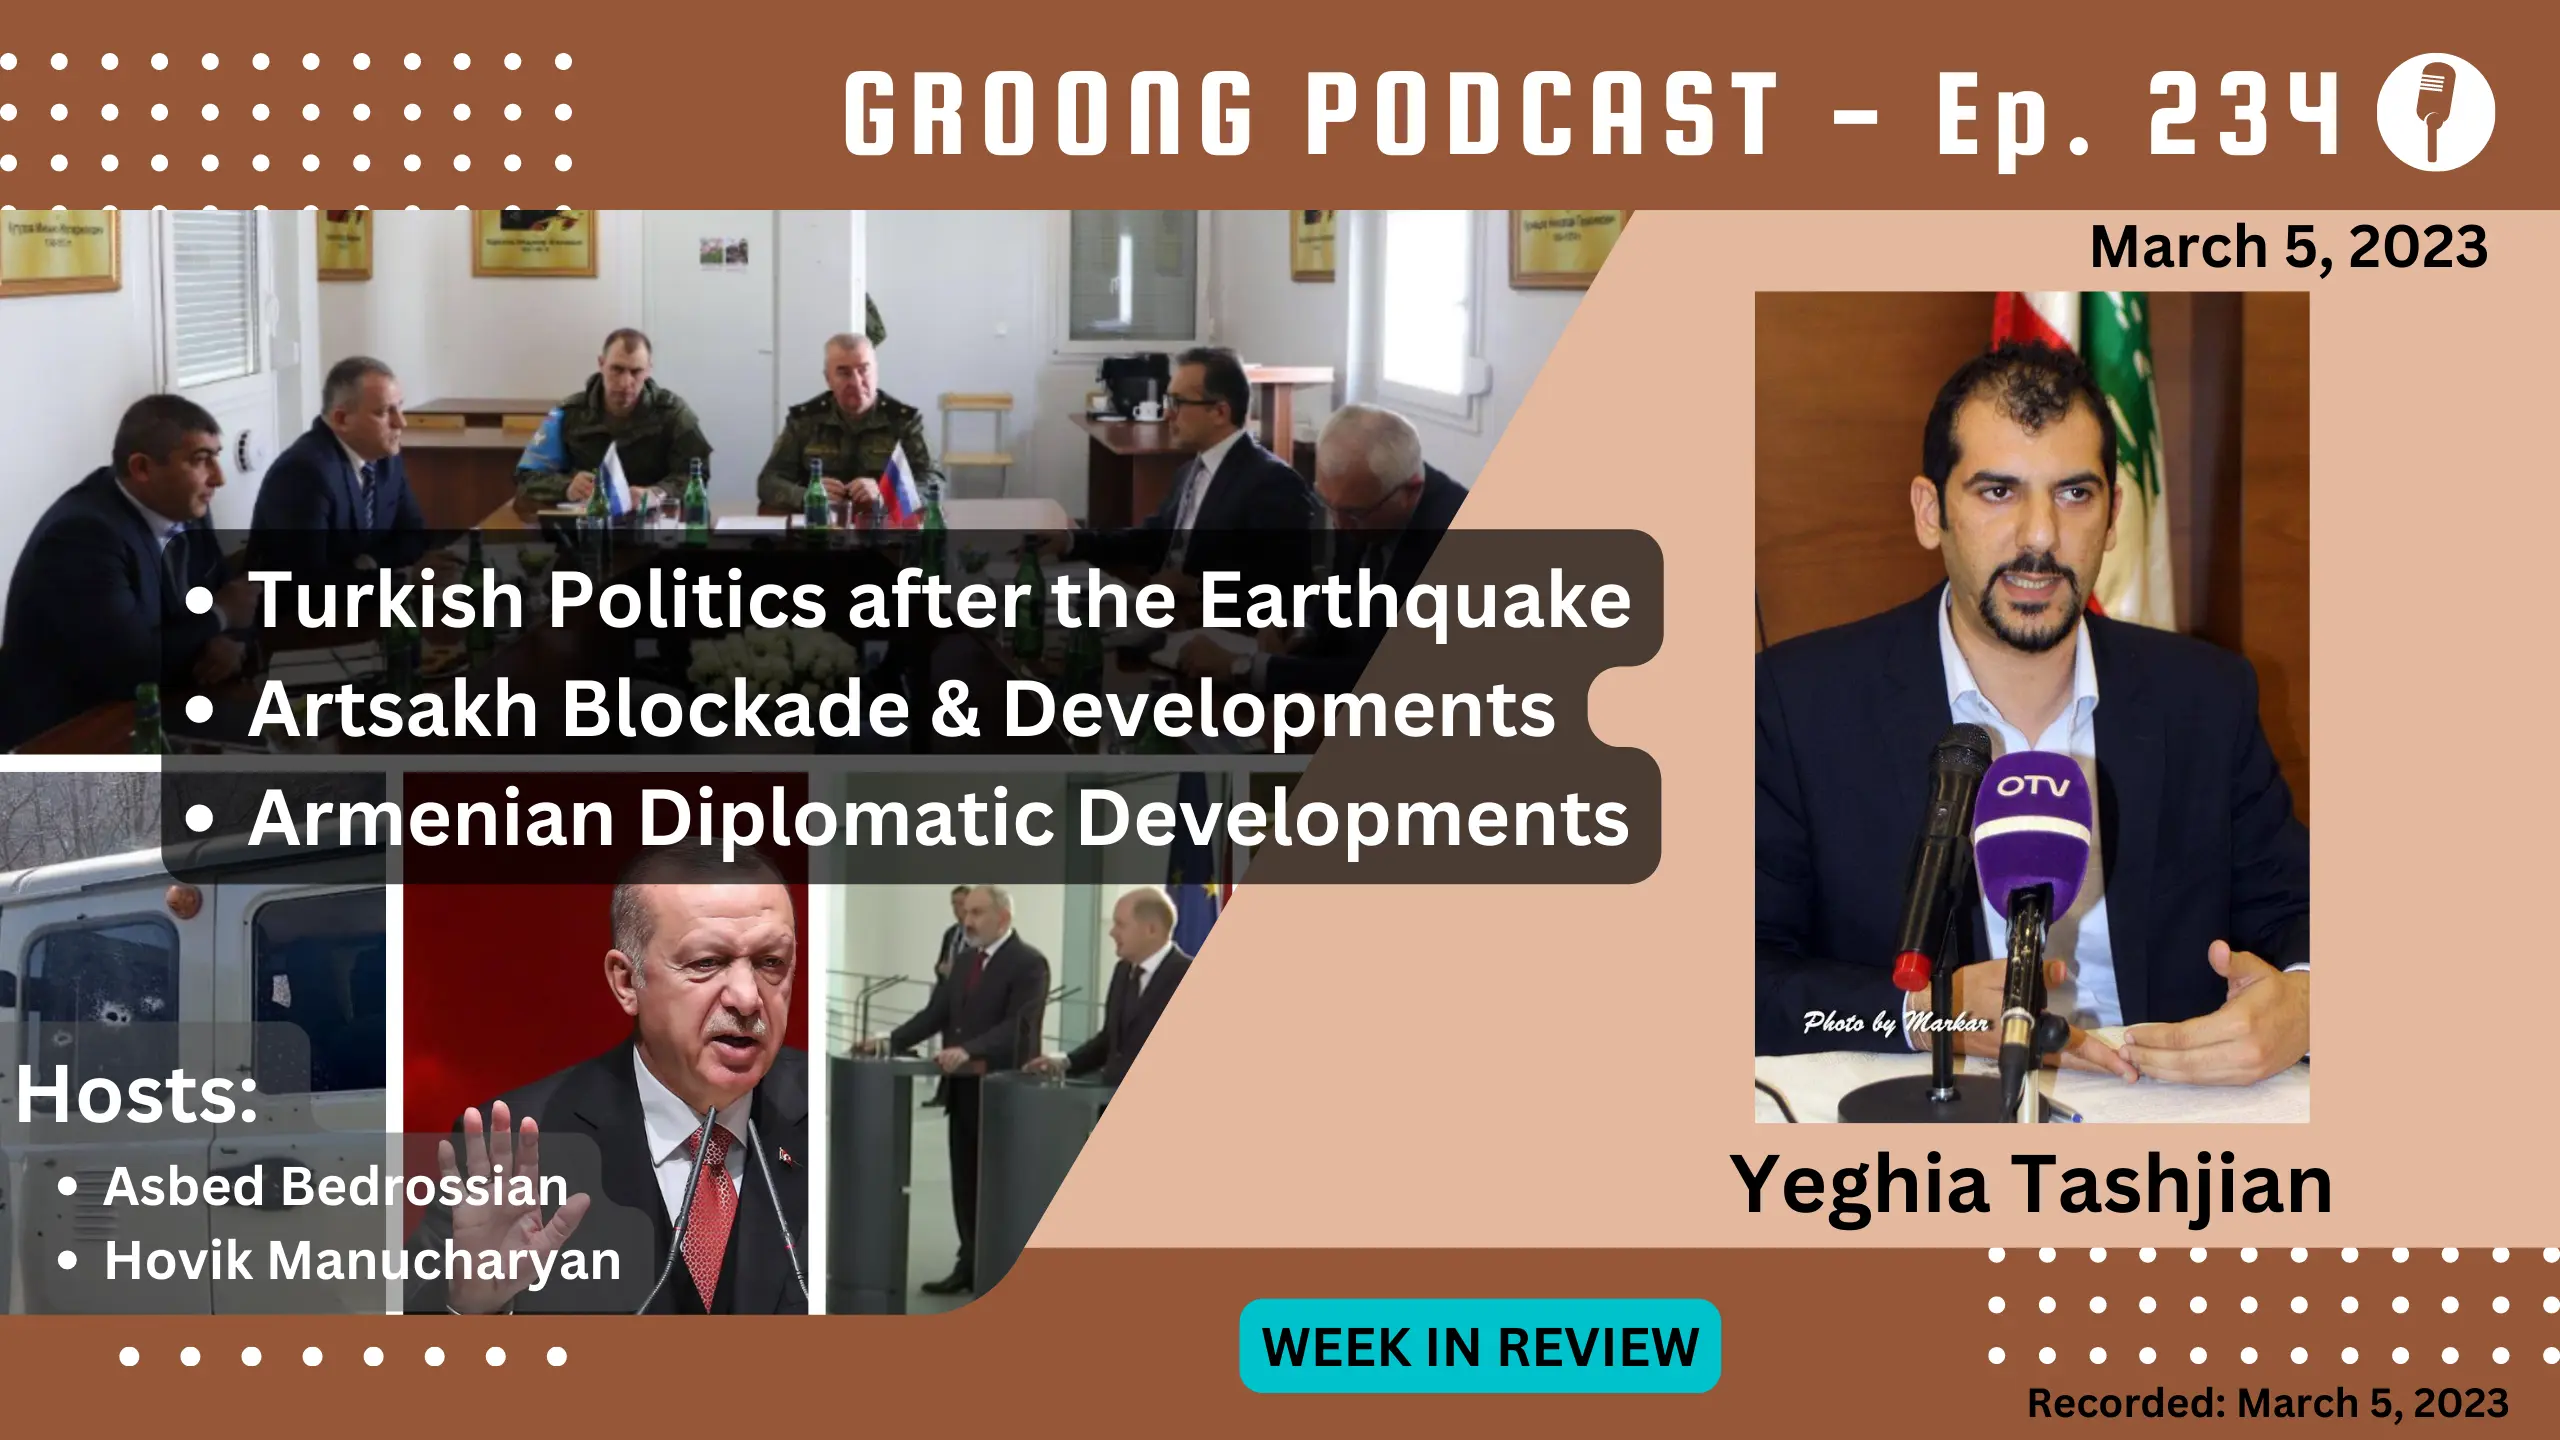 GROONG PODCAST - Ep. 234
March 5, 2023
• Turkish Politics after the Earthquake
• Artsakh Blockade & Developments
• Armenian Diplomatic Developments
OTV
Photo by Markar
Hosts:
• Asbed Bedrossian
• Hovik Manucharyan
Yeghia Tashjian
WEEK IN REVIEW
Recorded: March 5, 2023